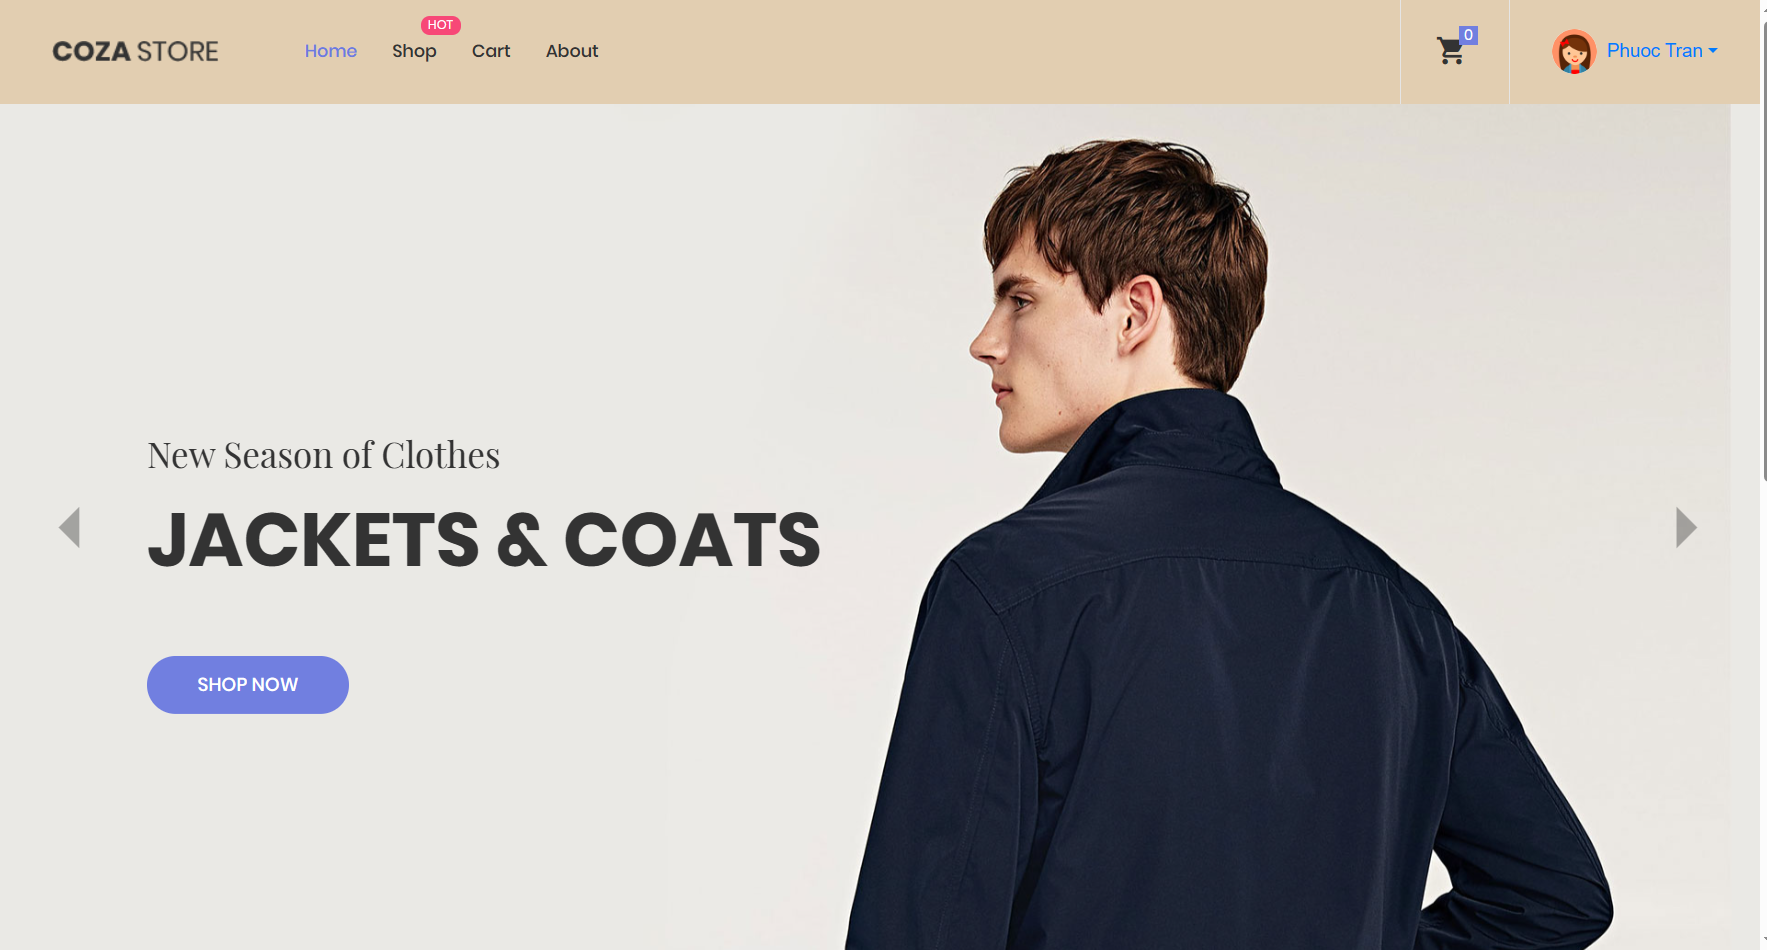 HOT
COZA STORE Home Shop Cart About 0 Phuoc Tran
New Season of Clothes
JACKETS & COATS
SHOP NOW